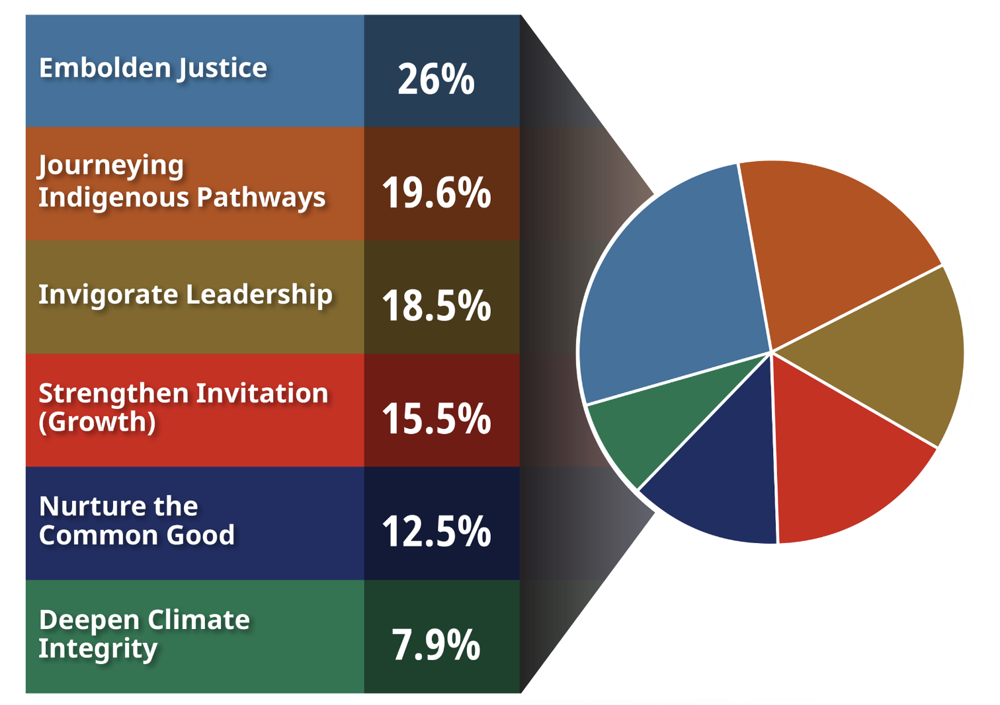 Embolden Justice
26%
Journeying
Indigenous Pathways
19.6%
Invigorate Leadership
18.5%
Strengthen Invitation
(Growth)
15.5%
Nurture the
Common Good
12.5%
Deepen Climate
Integrity
7.9%